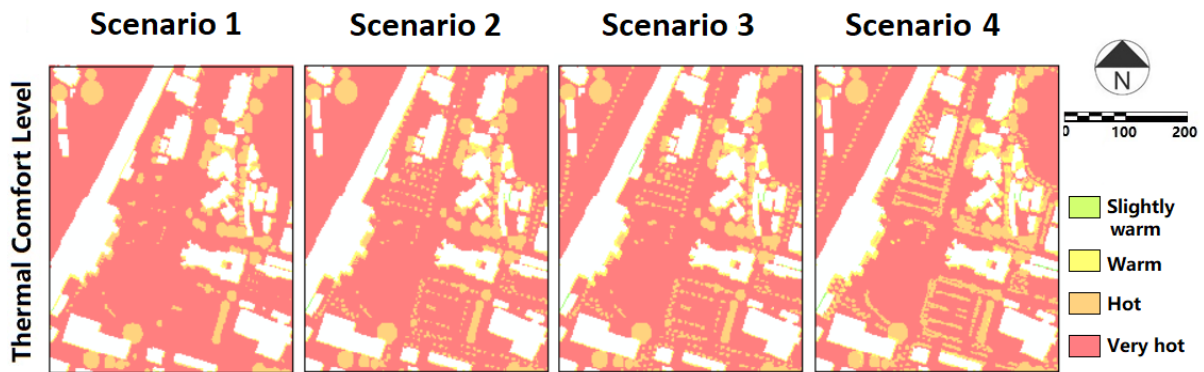 Scenario 1
Scenario 2
Scenario 3
Scenario 4
Thermal Comfort Level
N
0 100 200
Slightly
warm
Warm
Hot
Very hot